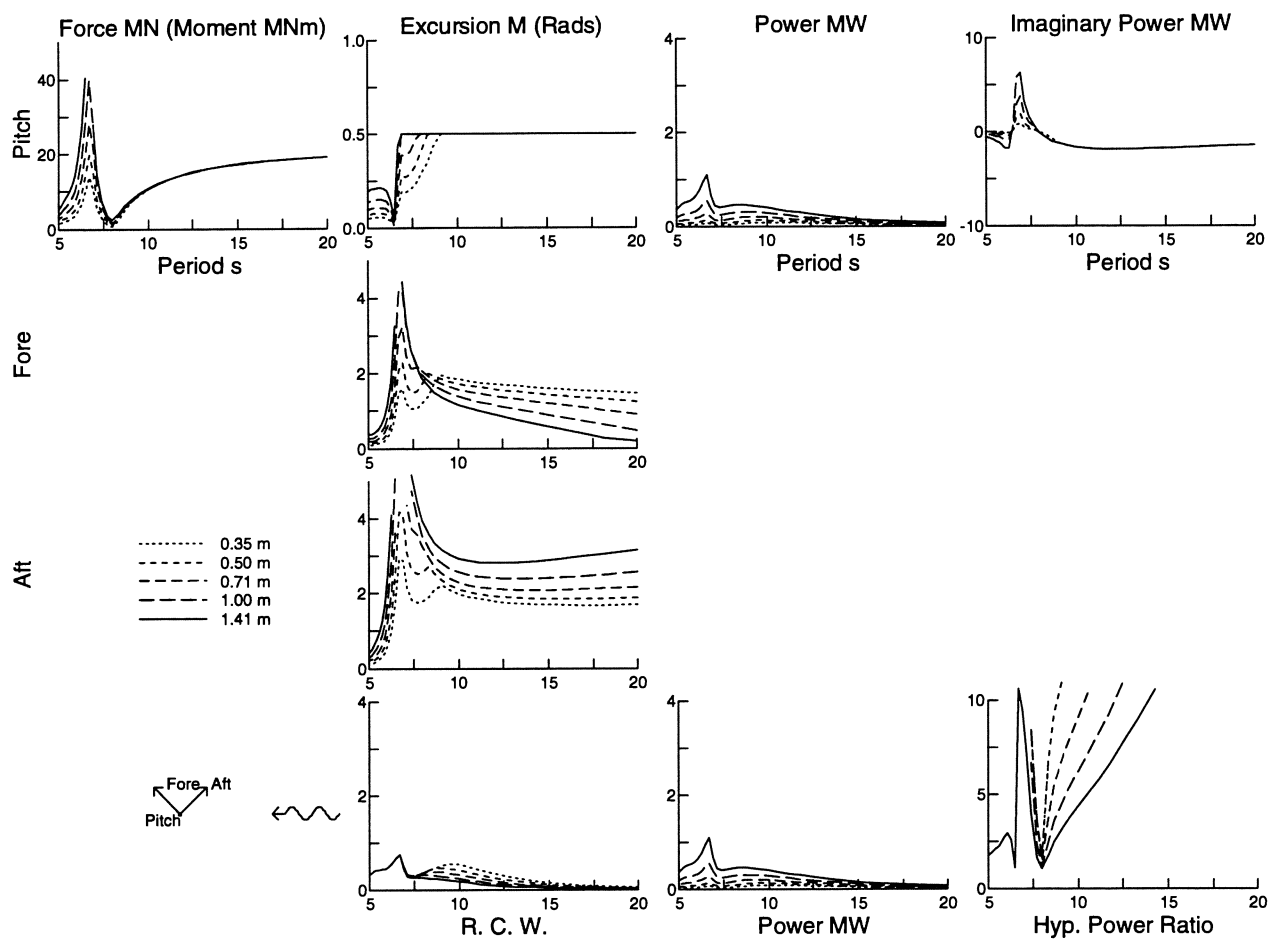 Force MN (Moment MNm) Excursion M (Rads) Power MW Imaginary Power MW
Pitch
40
20
0
5 10 15 20
Period s
1.0
0.5
0.0
5 10 15 20
4
2
0
5 10 15 20
Period s
10
0
-10
5 10 15 20
Period s
Fore
4
2
0
5 10 15 20
Aft
4
2
0
5 10 15 20
0.35 m
0.50 m
0.71 m
1.00 m
1.41 m
Fore Aft
Pitch
4
2
0
5 10 15 20
R. C. W.
4
2
0
5 10 15 20
Power MW
10
5
0
5 10 15 20
Hyp. Power Ratio